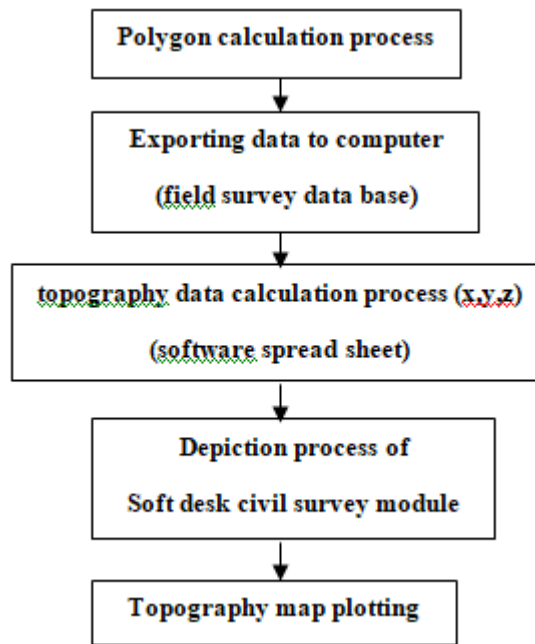 Polygon calculation process
Exporting data to computer
(field survey data base)
topography data calculation process (x,y,z)
(software spread sheet)
Depiction process of
Soft desk civil survey module
Topography map plotting